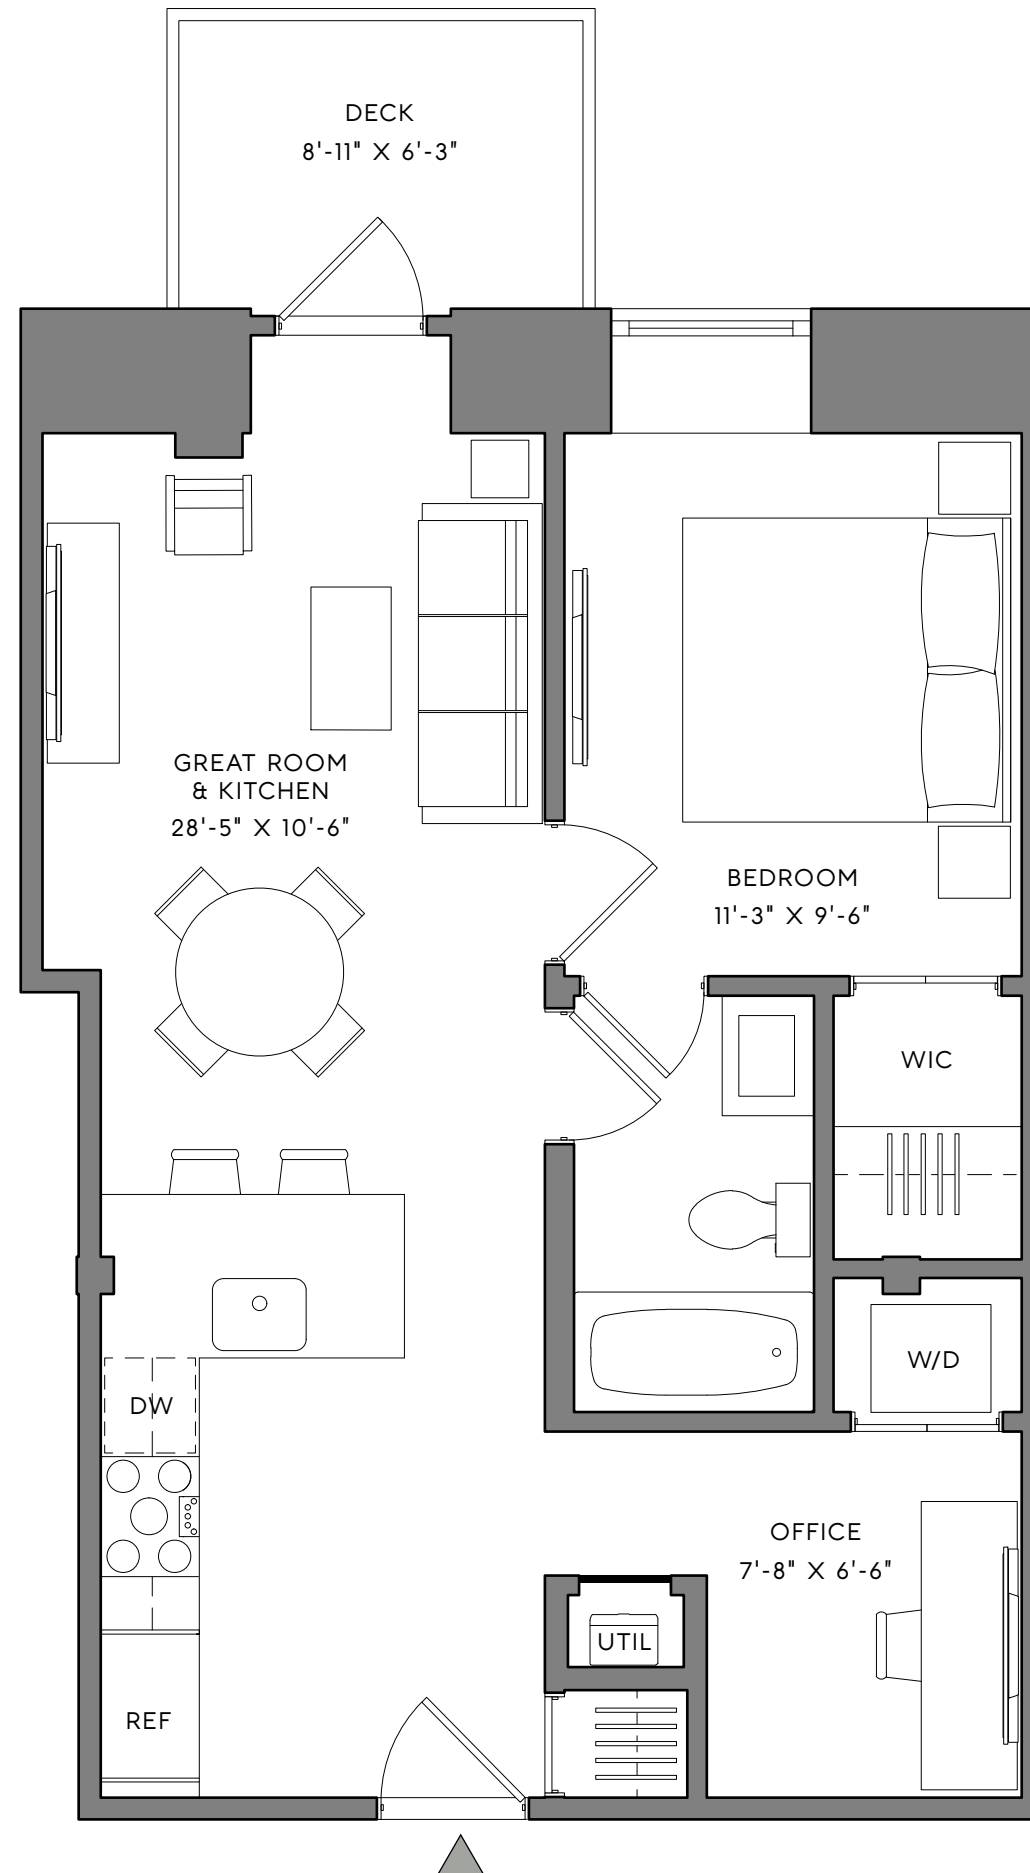 DECK
8'-11" X 6'-3"
GREAT ROOM
& KITCHEN
28'-5" X 10'-6"
BEDROOM
11'-3" X 9'-6"
WIC
W/D
DW
OFFICE
7'-8" X 6'-6"
UTIL
REF